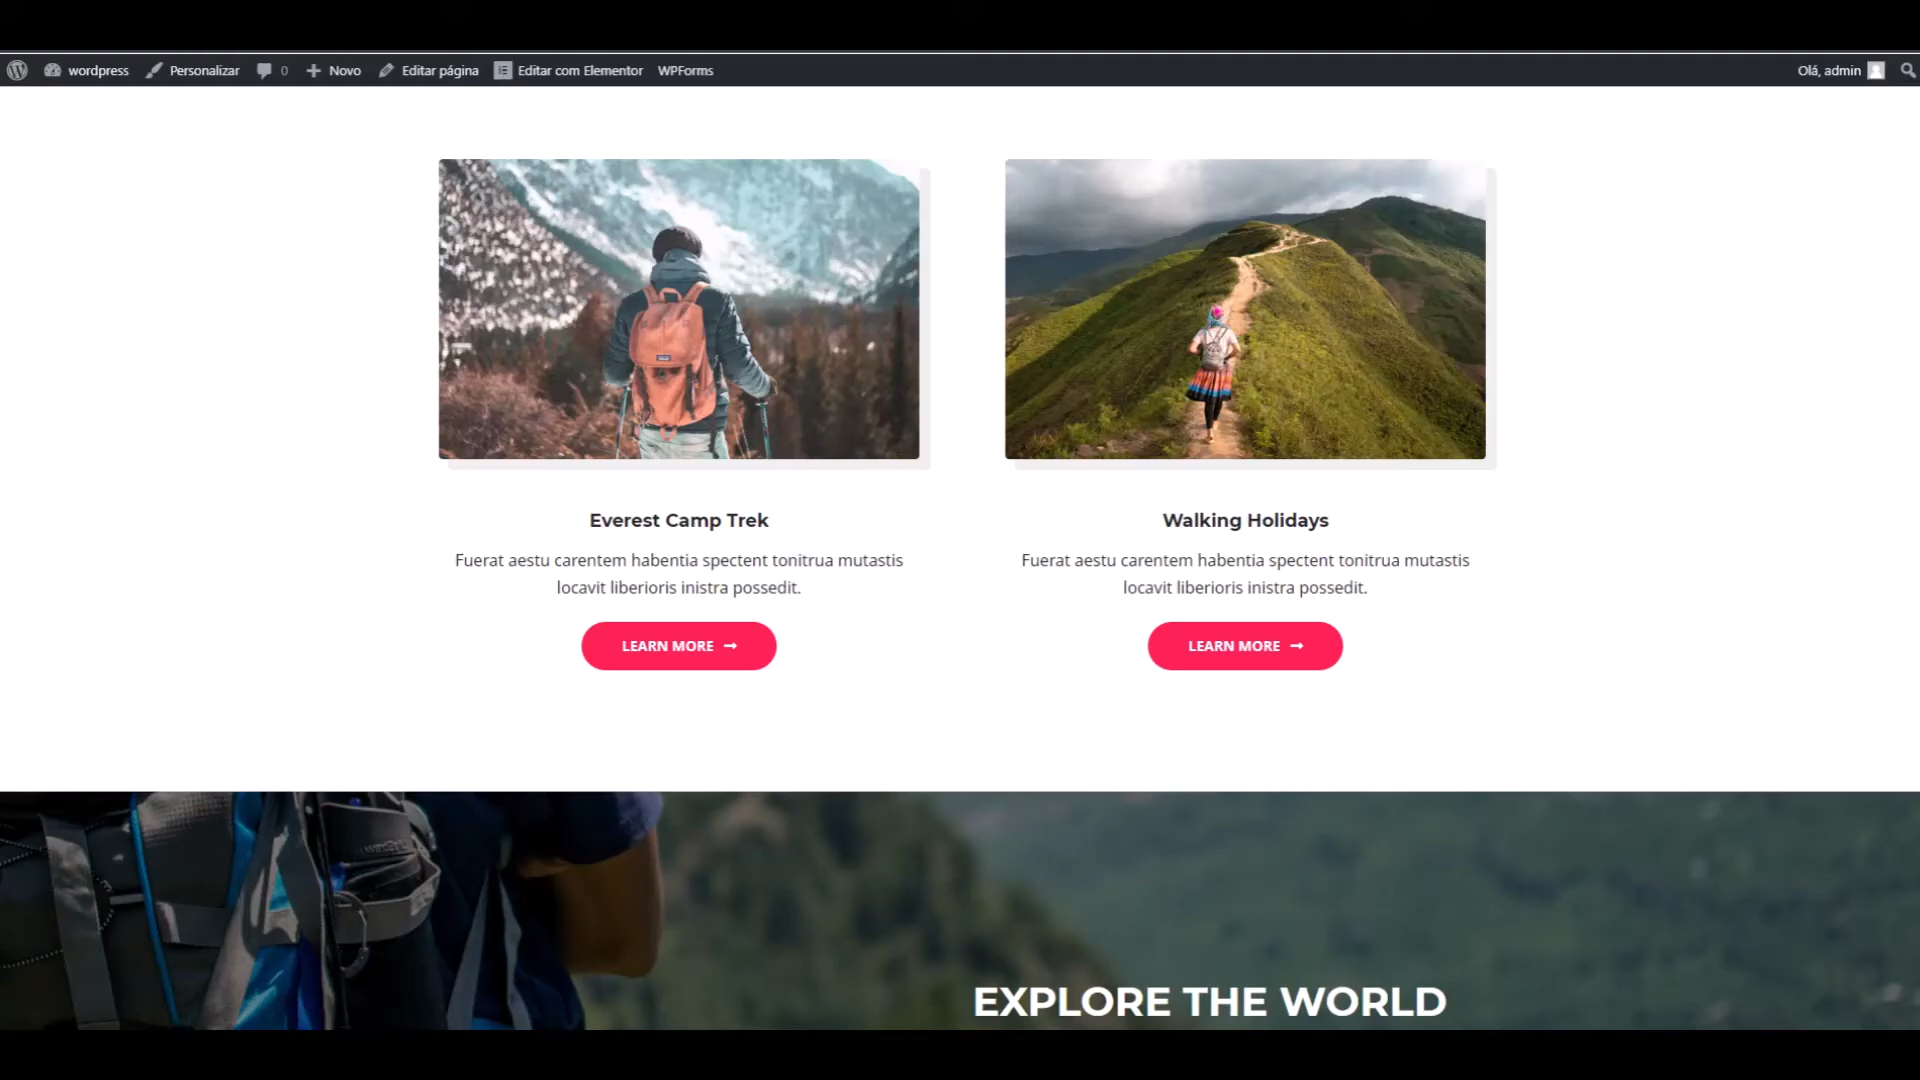 wordpress Personalizar 0 Novo Editar página Editar com Elementor WPForms Olá, admin
Everest Camp Trek
Fuerat aestu carentem habentia spectent tonitrua mutastis
locavit liberioris inistra possedit.
LEARN MORE
Walking Holidays
Fuerat aestu carentem habentia spectent tonitrua mutastis
locavit liberioris inistra possedit.
LEARN MORE
EXPLORE THE WORLD